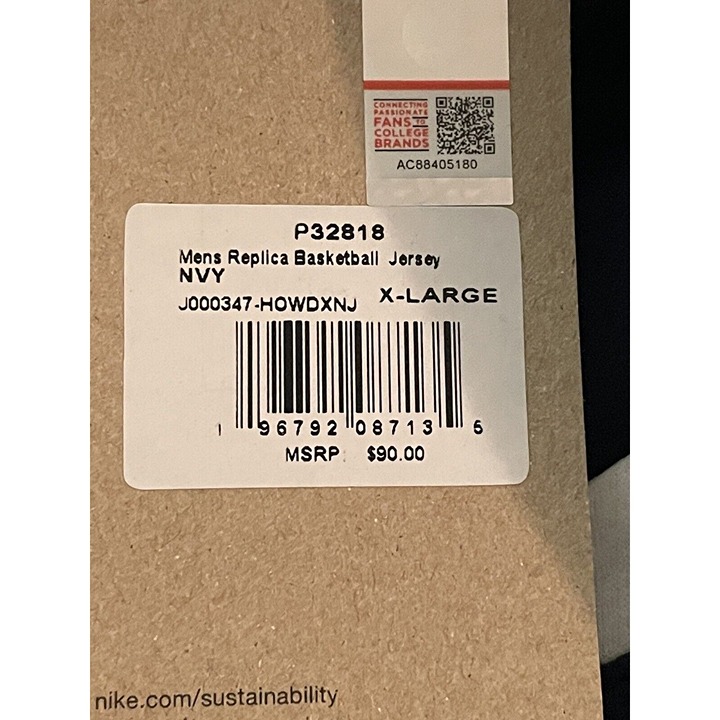 CONNECTING
PASSIONATE
FANS TO
COLLEGE
BRANDS
AC88405180
P32818
Mens Replica Basketball Jersey
NVY
J000347-HOWDXNJ X-LARGE
1 96792 08713 5
MSRP $90.00
nike.com/sustainability